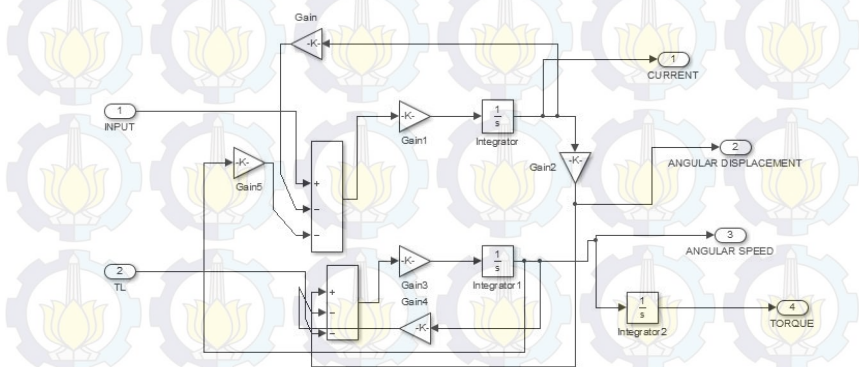 Gain
-K-
1
CURRENT
1
INPUT
-K-
Gain1
1
s
Integrator
Gain2
-K-
2
ANGULAR DISPLACEMENT
-K-
Gain5
+
−
−
3
ANGULAR SPEED
2
TL
-K-
Gain3
1
s
Integrator1
+
−
−
Gain4
-K-
1
s
Integrator2
4
TORQUE